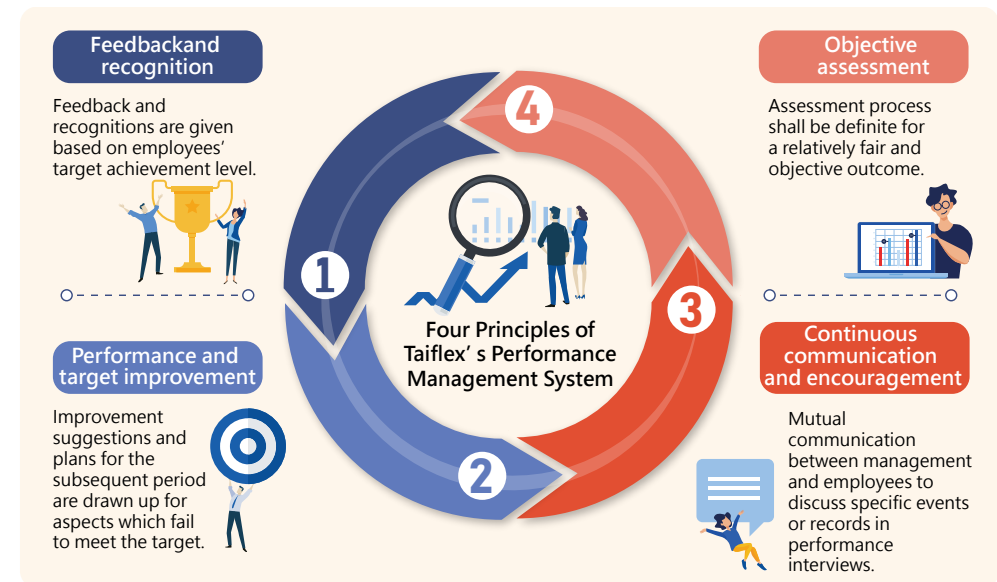 Feedbackand
recognition
Feedback and
recognitions are given
based on employees'
target achievement level.
Performance and
target improvement
Improvement
suggestions and
plans for the
subsequent period
are drawn up for
aspects which fail
to meet the target.
1
2
3
4
Four Principles of
Taiflex' s Performance
Management System
Objective
assessment
Assessment process
shall be definite for
a relatively fair and
objective outcome.
Continuous
communication
and encouragement
Mutual
communication
between management
and employees to
discuss specific events
or records in
performance
interviews.